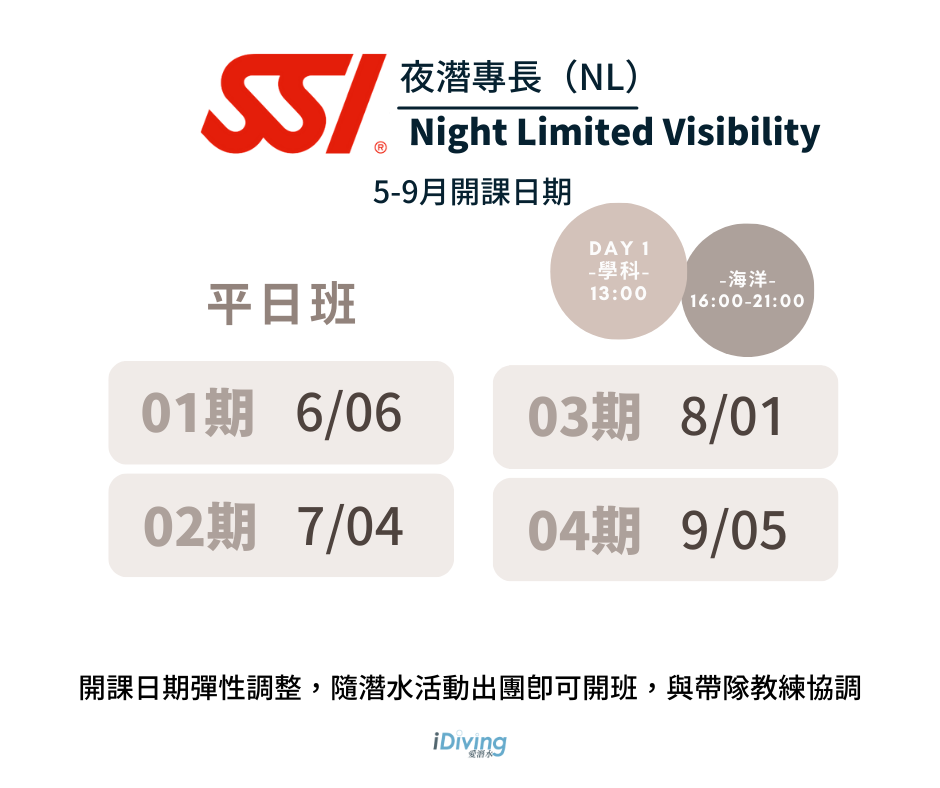 SSI®
夜潛專長（NL）
Night Limited Visibility
5-9月開課日期
DAY 1
-學科-
13:00
-海洋-
16:00-21:00
平日班
01期 6/06
02期 7/04
03期 8/01
04期 9/05
開課日期彈性調整，隨潛水活動出團即可開班，與帶隊教練協調
iDiving
愛潛水